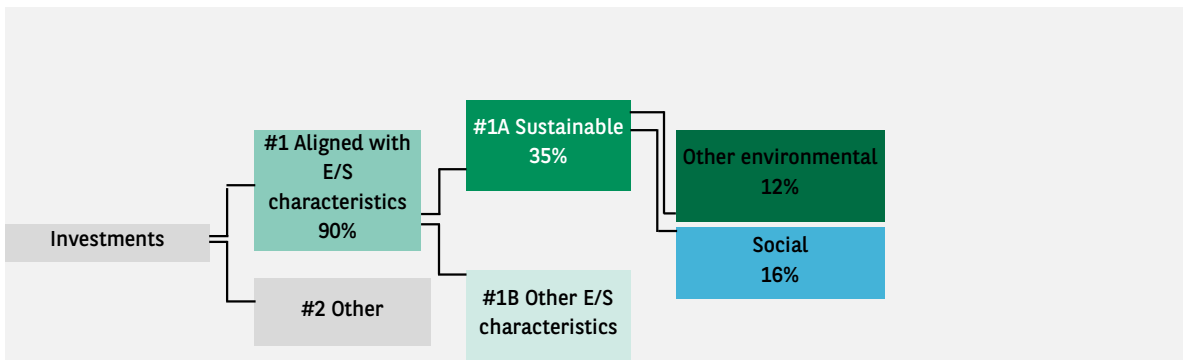 Investments
#1 Aligned with
E/S
characteristics
90%
#2 Other
#1A Sustainable
35%
#1B Other E/S
characteristics
Other environmental
12%
Social
16%